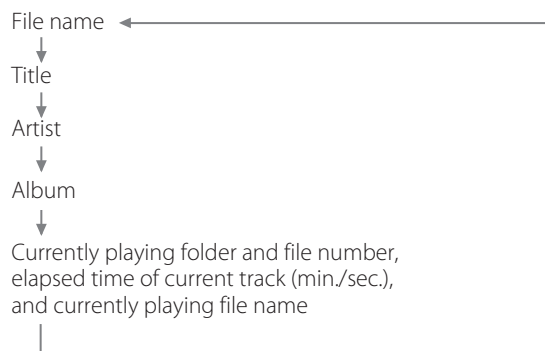 File name
Title
Artist
Album
Currently playing folder and file number,
elapsed time of current track (min./sec.),
and currently playing file name